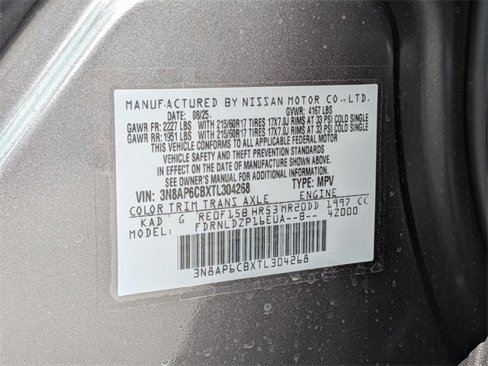 MANUFACTURED BY NISSAN MOTOR CO.,LTD.
DATE: 08/25 GVWR: 4167 LBS
GAWR FR: 2227 LBS WITH 215/60R17 TIRES 17X7.0J RIMS AT 33 PSI COLD SINGLE
GAWR RR: 1951 LBS WITH 215/60R17 TIRES 17X7.0J RIMS AT 33 PSI COLD SINGLE
THIS VEHICLE CONFORMS TO ALL APPLICABLE FEDERAL
MOTOR VEHICLE SAFETY STANDARDS IN EFFECT ON
THE DATE OF MANUFACTURE SHOWN ABOVE.
SEE OWNER'S MANUAL FOR ADDITIONAL INFORMATION.
VIN: 3N8AP6CBXTL304268 TYPE: MPV
COLOR TRIM TRANS AXLE ENGINE
KAD G RE0F15B HR53 MR20DD 1997 CC
MODEL: FDRNLDZP16EUA--B-- 42000
3N8AP6CBXTL304268